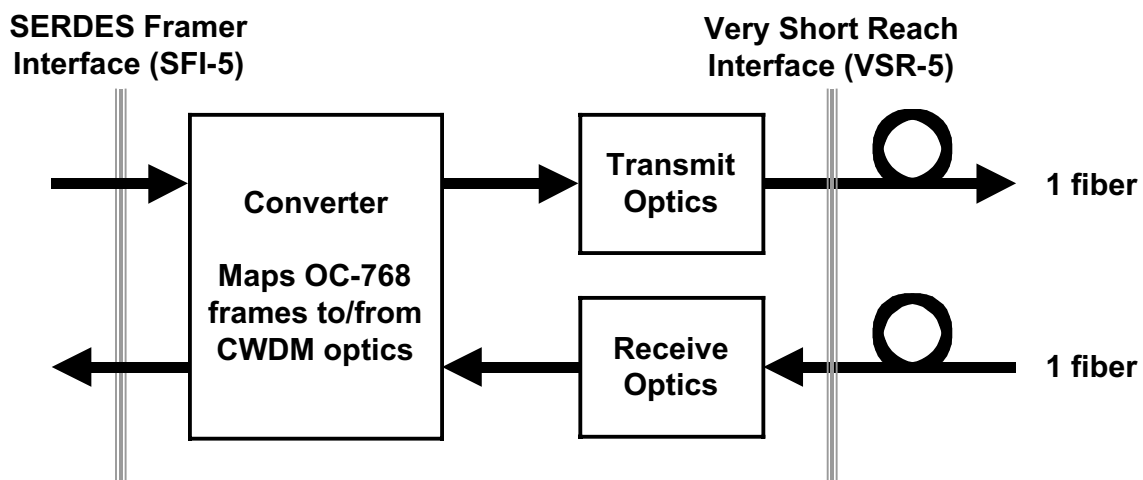 SERDES Framer
Interface (SFI-5)
Very Short Reach
Interface (VSR-5)
Converter
Maps OC-768
frames to/from
CWDM optics
Transmit
Optics
1 fiber
Receive
Optics
1 fiber